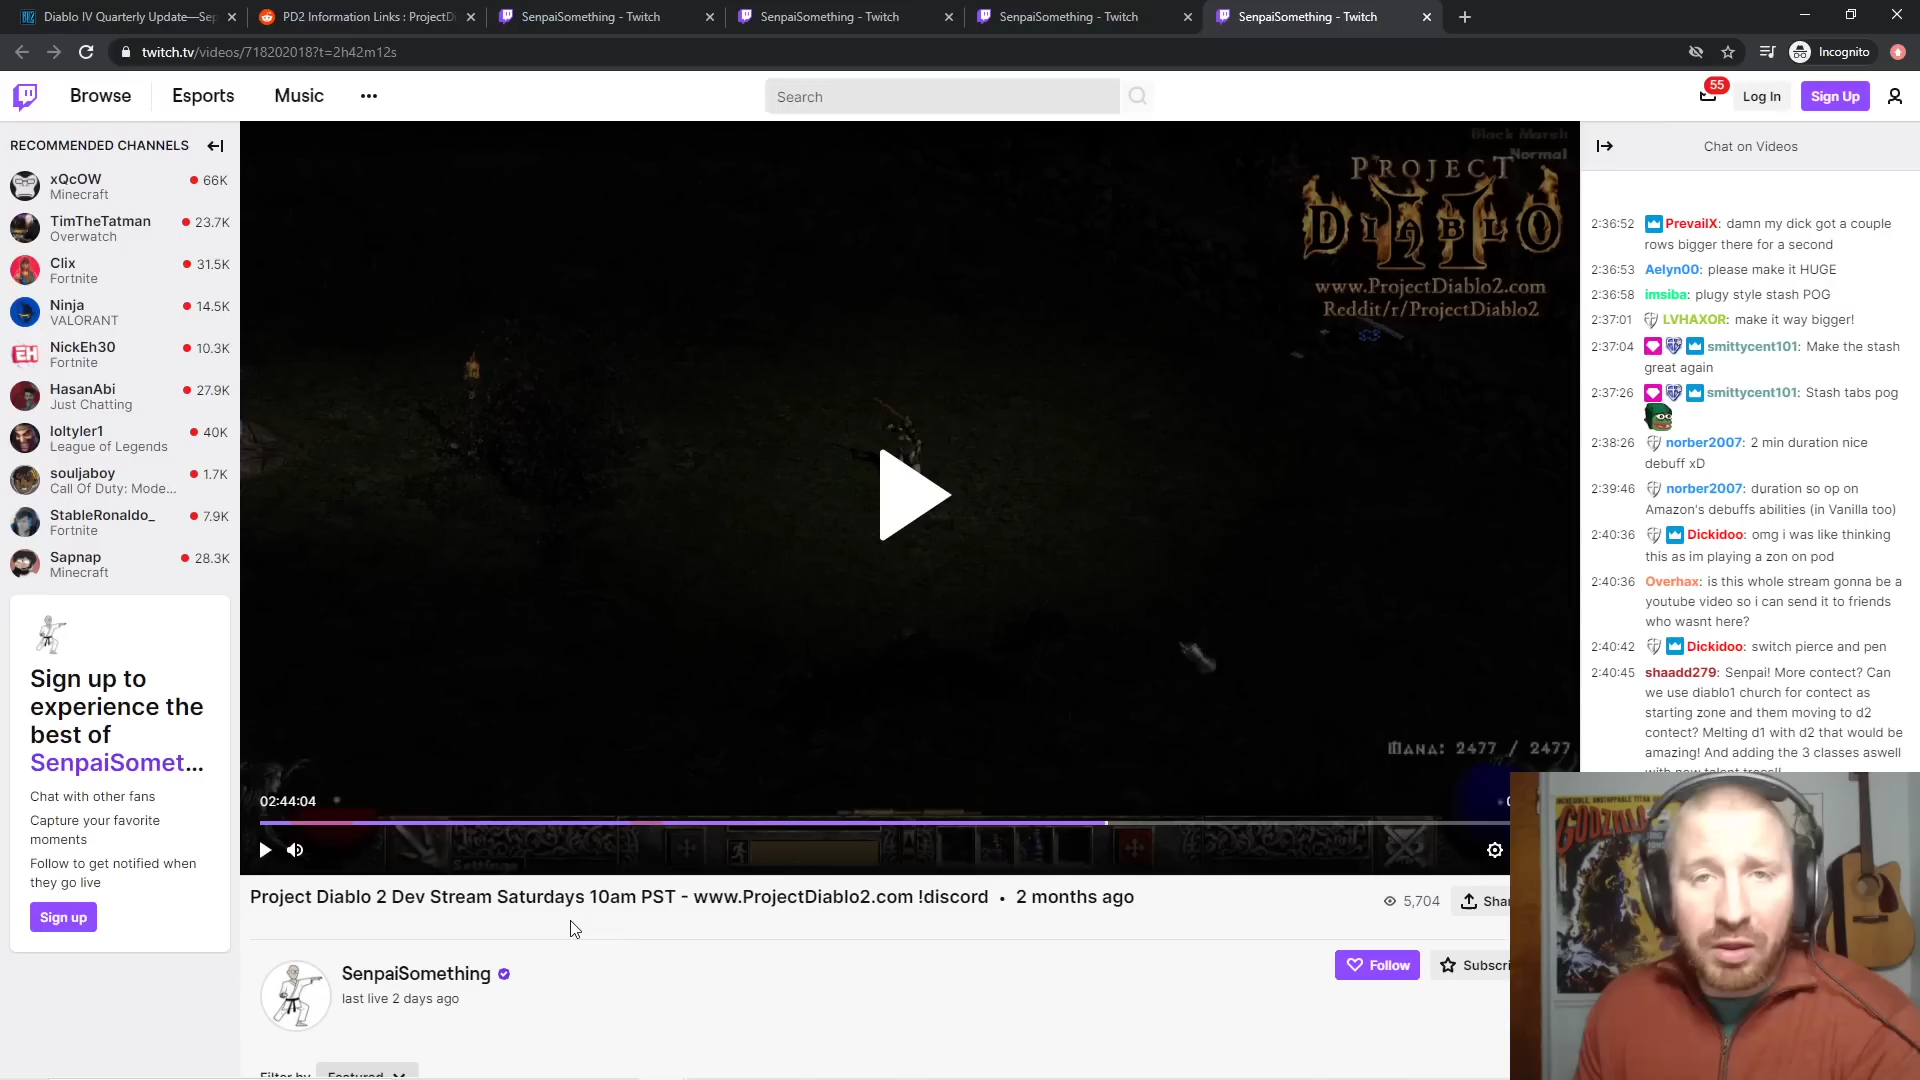 Diablo IV Quarterly Update—Sep
PD2 Information Links : ProjectD
SenpaiSomething - Twitch
SenpaiSomething - Twitch
SenpaiSomething - Twitch
SenpaiSomething - Twitch
twitch.tv/videos/718202018?t=2h42m12s
Incognito
Browse
Esports
Music
Search
55
Log In
Sign Up
RECOMMENDED CHANNELS
xQcOW
66K
Minecraft
TimTheTatman
23.7K
Overwatch
Clix
31.5K
Fortnite
Ninja
14.5K
VALORANT
NickEh30
10.3K
Fortnite
HasanAbi
27.9K
Just Chatting
loltyler1
40K
League of Legends
souljaboy
1.7K
Call Of Duty: Mode...
StableRonaldo_
7.9K
Fortnite
Sapnap
28.3K
Minecraft
Sign up to
experience the
best of
SenpaiSomet...
Chat with other fans
Capture your favorite
moments
Follow to get notified when
they go live
Sign up
Black Marsh
Normal
PROJECT
DIABLO
II
www.ProjectDiablo2.com
Reddit/r/ProjectDiablo2
Mana: 2477 / 2477
02:44:04
Settings
Project Diablo 2 Dev Stream Saturdays 10am PST - www.ProjectDiablo2.com !discord • 2 months ago
5,704
Shar
SenpaiSomething
last live 2 days ago
Follow
Subscri
Filter by
Featured
Chat on Videos
2:36:52 PrevailX: damn my dick got a couple
rows bigger there for a second
2:36:53 Aelyn00: please make it HUGE
2:36:58 imsiba: plugy style stash POG
2:37:01 LVHAXOR: make it way bigger!
2:37:04 smittycent101: Make the stash
great again
2:37:26 smittycent101: Stash tabs pog
2:38:26 norber2007: 2 min duration nice
debuff xD
2:39:46 norber2007: duration so op on
Amazon's debuffs abilities (in Vanilla too)
2:40:36 Dickidoo: omg i was like thinking
this as im playing a zon on pod
2:40:36 Overhax: is this whole stream gonna be a
youtube video so i can send it to friends
who wasnt here?
2:40:42 Dickidoo: switch pierce and pen
2:40:45 shaadd279: Senpai! More contect? Can
we use diablo1 church for contect as
starting zone and them moving to d2
contect? Melting d1 with d2 that would be
amazing! And adding the 3 classes aswell
GODZILLA